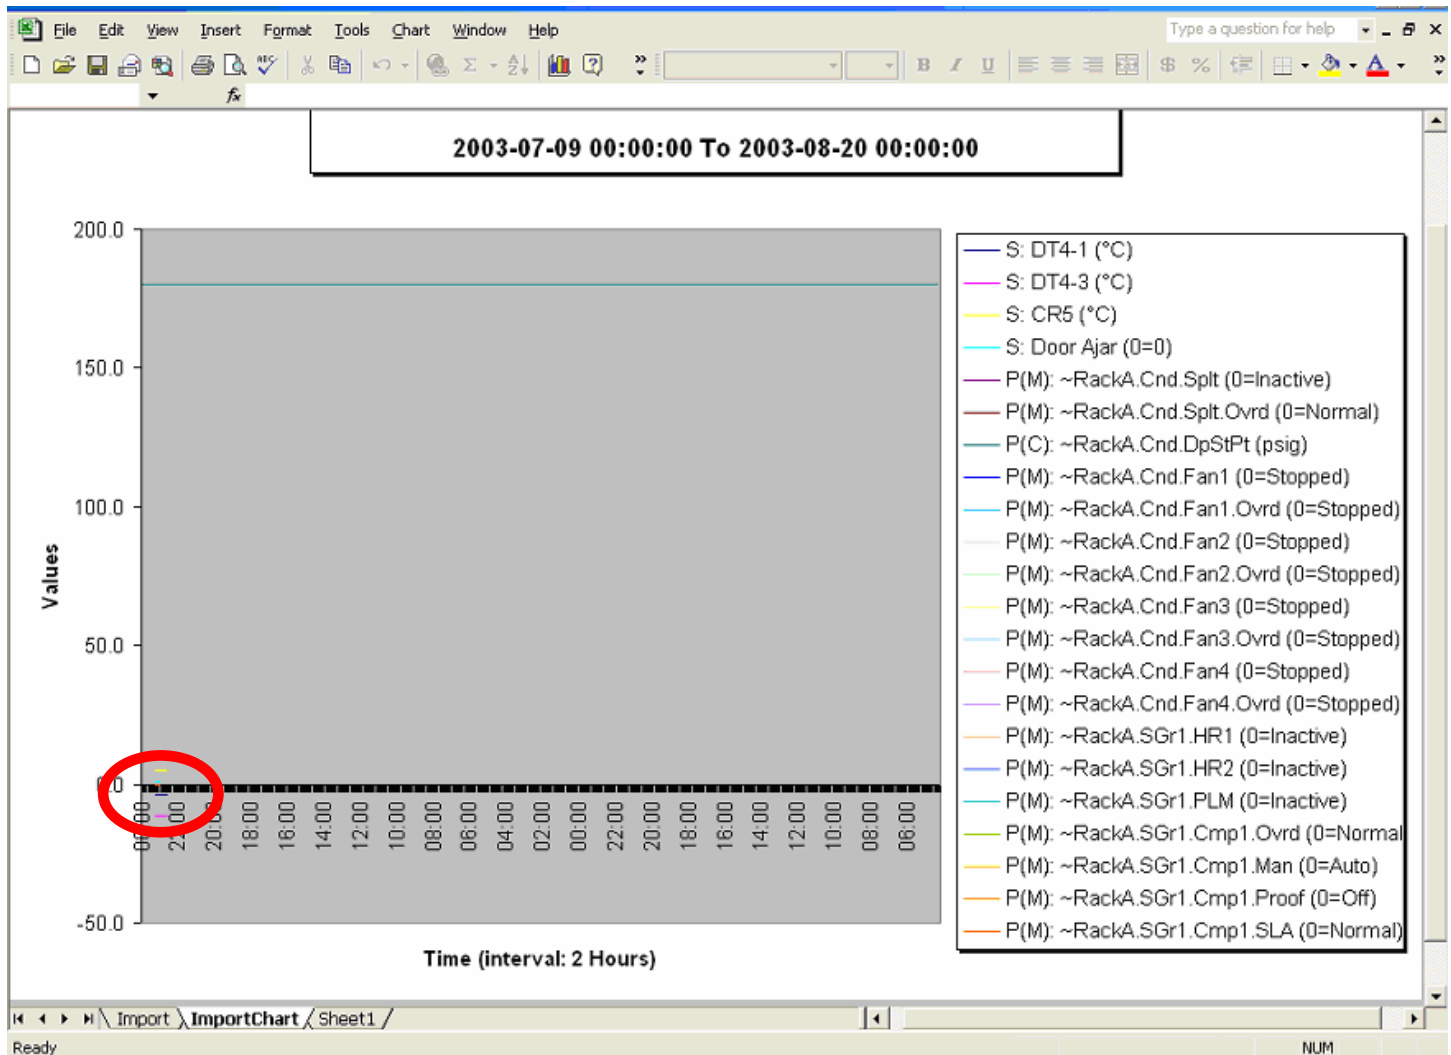 File Edit View Insert Format Tools Chart Window Help Type a question for help
2003-07-09 00:00:00 To 2003-08-20 00:00:00
200.0
150.0
100.0
50.0
0.0
-50.0
Values
00:00 22:00 20:00 18:00 16:00 14:00 12:00 10:00 08:00 06:00 04:00 02:00 00:00 22:00 20:00 18:00 16:00 14:00 12:00 10:00 08:00 06:00
Time (interval: 2 Hours)
S: DT4-1 (°C)
S: DT4-3 (°C)
S: CR5 (°C)
S: Door Ajar (0=0)
P(M): ~RackA.Cnd.Splt (0=Inactive)
P(M): ~RackA.Cnd.Splt.Ovrd (0=Normal)
P(C): ~RackA.Cnd.DpStPt (psig)
P(M): ~RackA.Cnd.Fan1 (0=Stopped)
P(M): ~RackA.Cnd.Fan1.Ovrd (0=Stopped)
P(M): ~RackA.Cnd.Fan2 (0=Stopped)
P(M): ~RackA.Cnd.Fan2.Ovrd (0=Stopped)
P(M): ~RackA.Cnd.Fan3 (0=Stopped)
P(M): ~RackA.Cnd.Fan3.Ovrd (0=Stopped)
P(M): ~RackA.Cnd.Fan4 (0=Stopped)
P(M): ~RackA.Cnd.Fan4.Ovrd (0=Stopped)
P(M): ~RackA.SGr1.HR1 (0=Inactive)
P(M): ~RackA.SGr1.HR2 (0=Inactive)
P(M): ~RackA.SGr1.PLM (0=Inactive)
P(M): ~RackA.SGr1.Cmp1.Ovrd (0=Normal
P(M): ~RackA.SGr1.Cmp1.Man (0=Auto)
P(M): ~RackA.SGr1.Cmp1.Proof (0=Off)
P(M): ~RackA.SGr1.Cmp1.SLA (0=Normal)
Import ImportChart Sheet1
Ready NUM